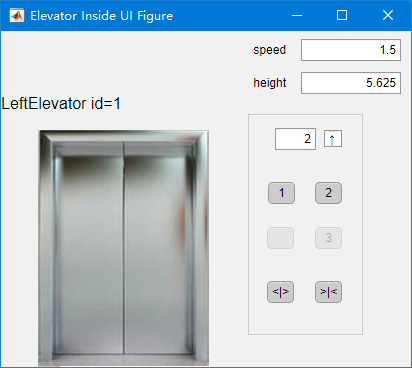 Elevator Inside UI Figure
speed 1.5
height 5.625
LeftElevator id=1
2 ↑
1 2
3
<|> >|<